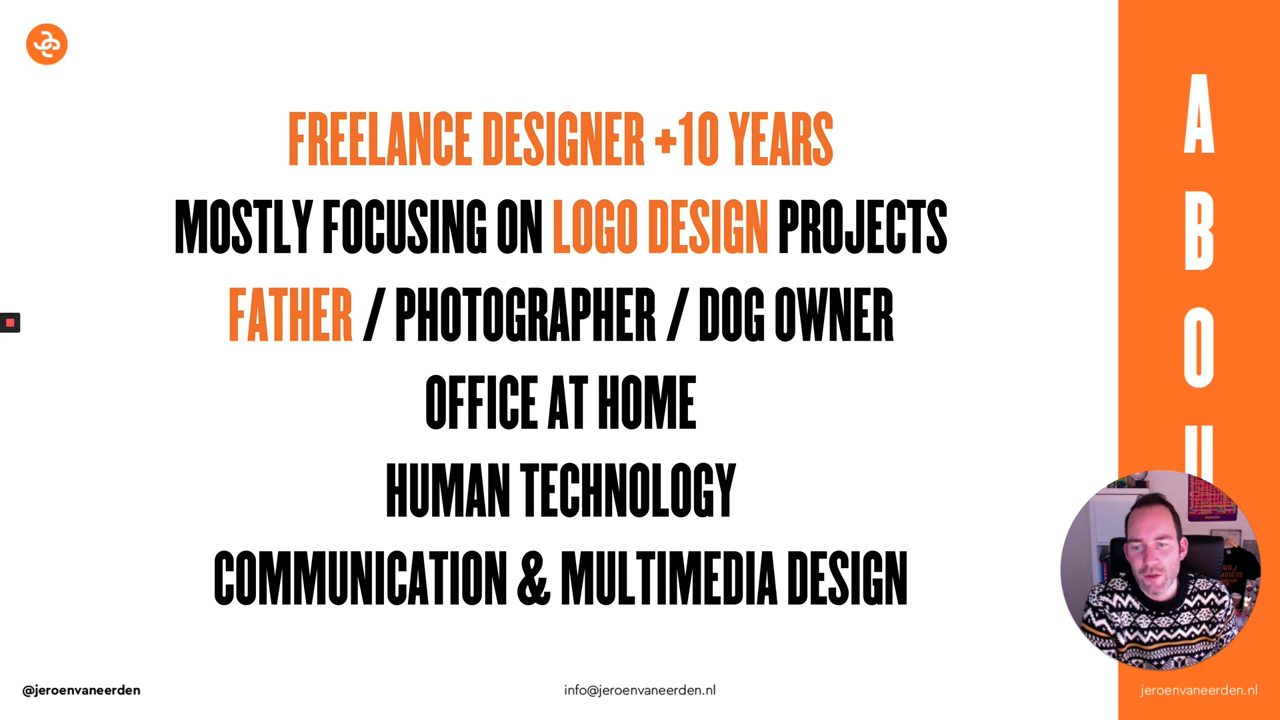 FREELANCE DESIGNER +10 YEARS
MOSTLY FOCUSING ON LOGO DESIGN PROJECTS
FATHER / PHOTOGRAPHER / DOG OWNER
OFFICE AT HOME
HUMAN TECHNOLOGY
COMMUNICATION & MULTIMEDIA DESIGN
ABOU
@jeroenvaneerden
info@jeroenvaneerden.nl
jeroenvaneerden.nl